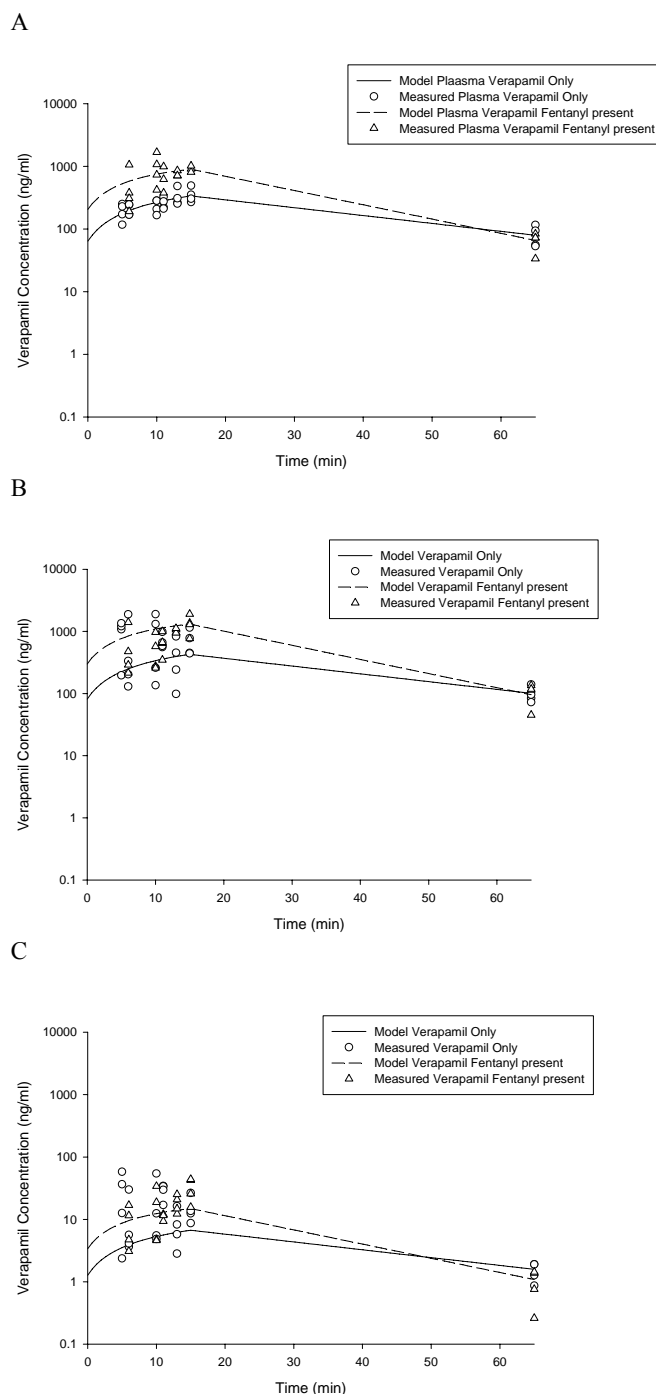 A
Model Plaasma Verapamil Only
Measured Plasma Verapamil Only
Model Plasma Verapamil Fentanyl present
Measured Plasma Verapamil Fentanyl present
10000
1000
100
10
1
0.1
Verapamil Concentration (ng/ml)
0 10 20 30 40 50 60
Time (min)
B
Model Verapamil Only
Measured Verapamil Only
Model Verapamil Fentanyl present
Measured Verapamil Fentanyl present
10000
1000
100
10
1
0.1
Verapamil Concentration (ng/ml)
0 10 20 30 40 50 60
Time (min)
C
Model Verapamil Only
Measured Verapamil Only
Model Verapamil Fentanyl present
Measured Verapamil Fentanyl present
10000
1000
100
10
1
0.1
Verapamil Concentration (ng/ml)
0 10 20 30 40 50 60
Time (min)